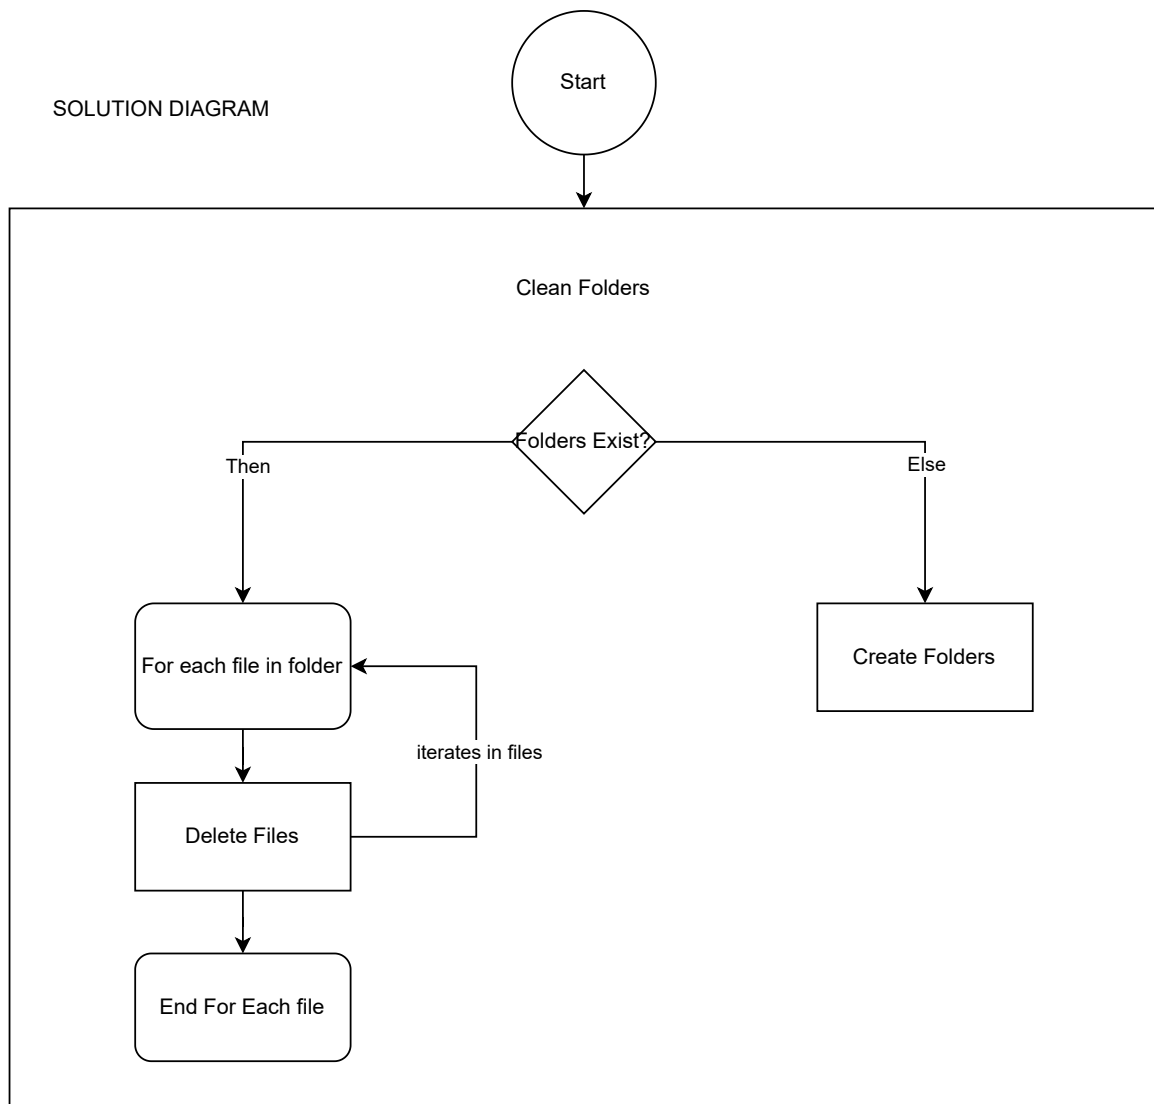 Start
SOLUTION DIAGRAM
Clean Folders
Folders Exist?
Then
Else
For each file in folder
Create Folders
iterates in files
Delete Files
End For Each file